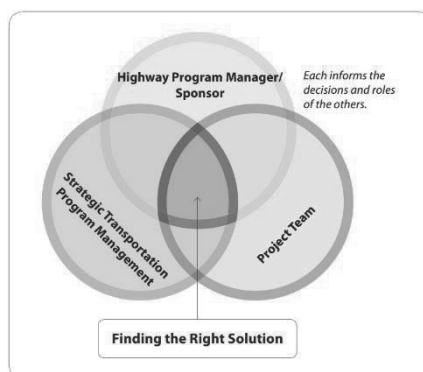 Highway Program Manager/
Sponsor
Each informs the
decisions and roles
of the others.
Strategic Transportation
Program Management
Project Team
Finding the Right Solution